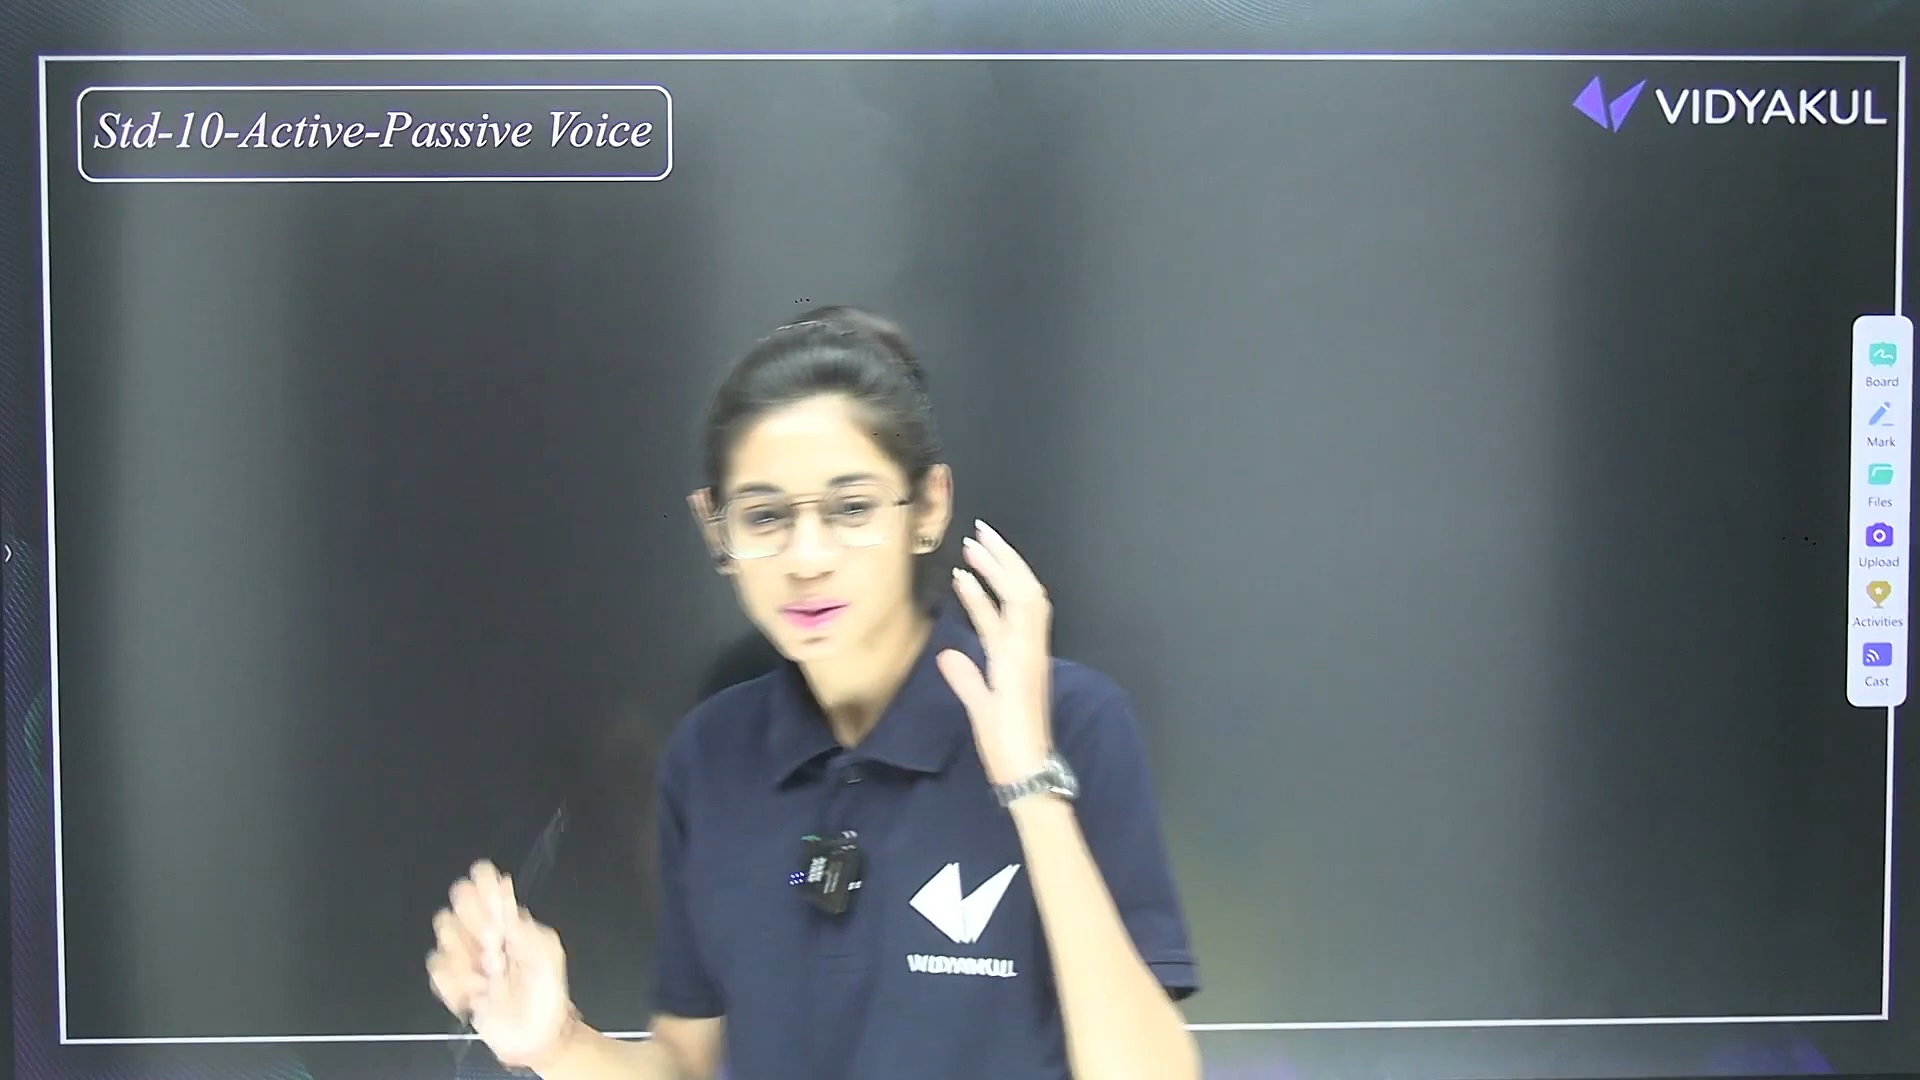 Std-10-Active-Passive Voice
VIDYAKUL
Board
Mark
Files
Upload
Activities
Cast
VIDYAKUL